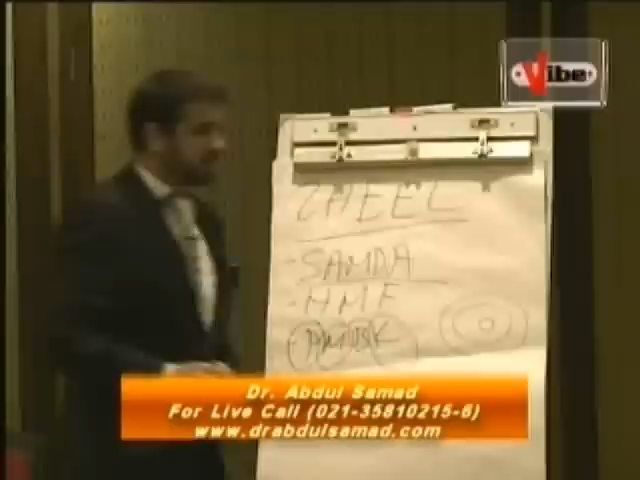 Vibe
CHEEL
- SAMDA
- HMF
Dr. Abdul Samad
For Live Call (021-35810215-6)
www.drabdulsamad.com